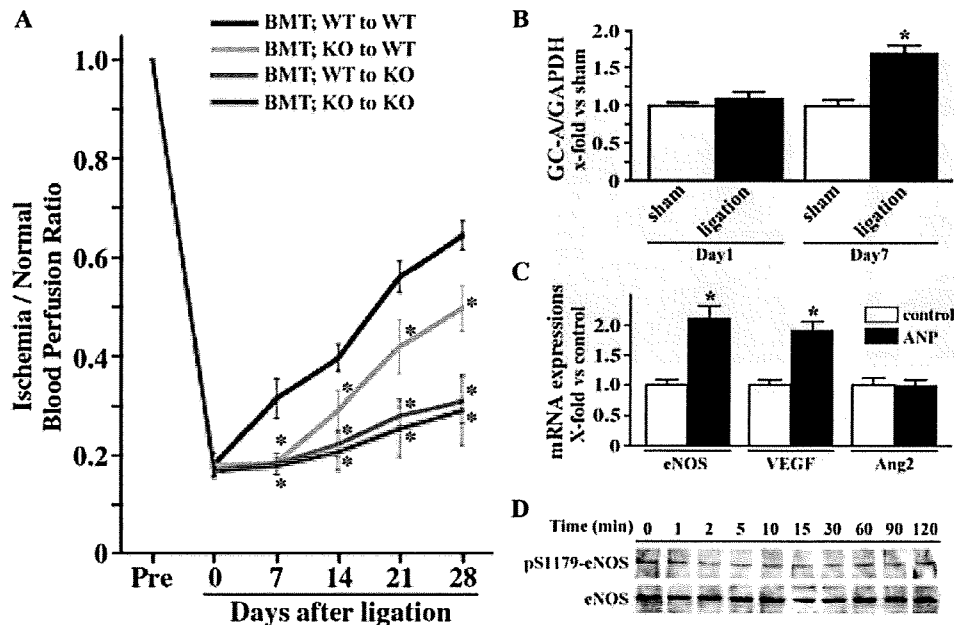 A
BMT; WT to WT
BMT; KO to WT
BMT; WT to KO
BMT; KO to KO
Ischemia / Normal
Blood Perfusion Ratio
1.0
0.8
0.6
0.4
0.2
0
* * * *
* * *
* * * *
Pre 0 7 14 21 28
Days after ligation
B
GC-A/GAPDH
x-fold vs sham
2.0
1.5
1.0
0.5
0
*
sham ligation sham ligation
Day1 Day7
C
mRNA expressions
X-fold vs control
2.0
1.5
1.0
0.5
0
* *
control
ANP
eNOS VEGF Ang2
D
Time (min) 0 1 2 5 10 15 30 60 90 120
pS1179-eNOS
eNOS